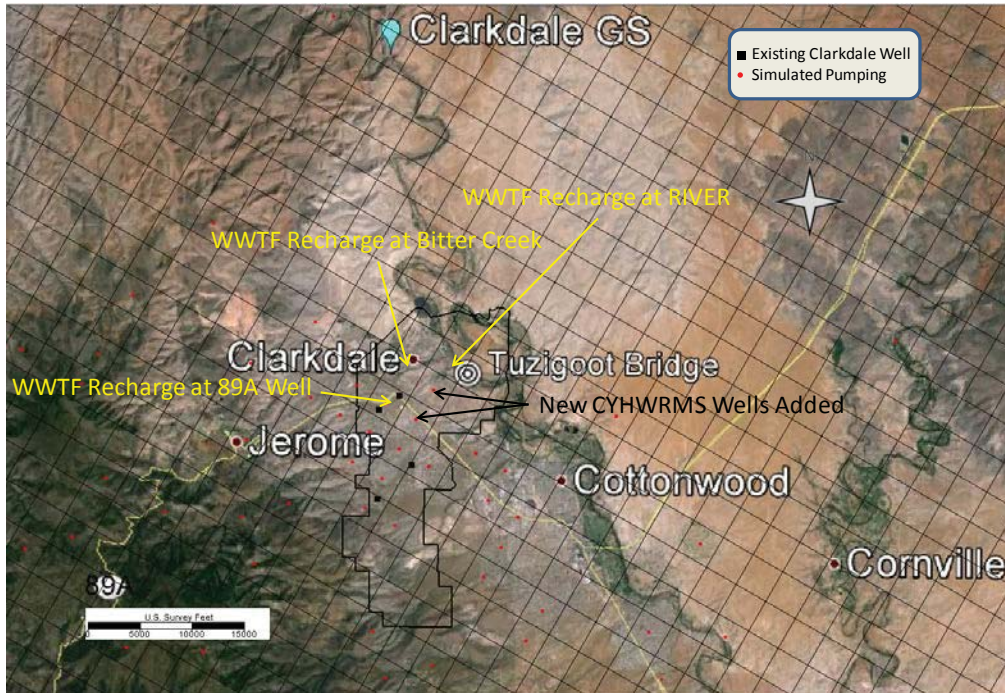 Clarkdale GS
Existing Clarkdale Well
Simulated Pumping
WWTF Recharge at RIVER
WWTF Recharge at Bitter Creek
Clarkdale
Tuzigoot Bridge
WWTF Recharge at 89A Well
New CYHWRMS Wells Added
Jerome
Cottonwood
Cornville
89A
U.S. Survey Feet
0 5000 10000 15000